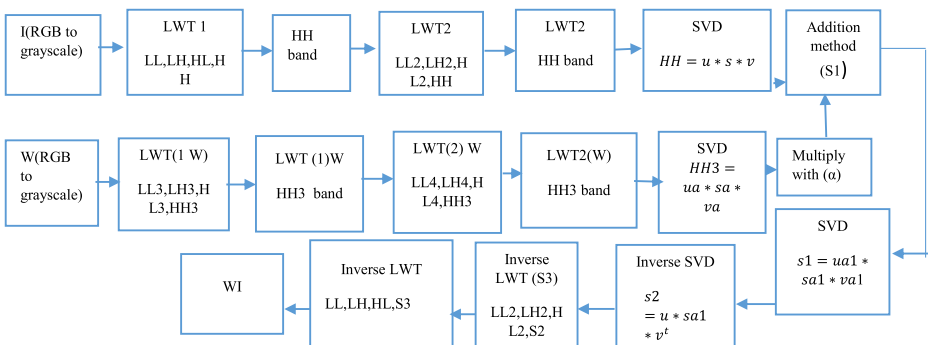 I(RGB to
grayscale)
LWT 1
LL,LH,HL,H
H
HH
band
LWT2
LL2,LH2,H
L2,HH
LWT2
HH band
SVD
HH = u ∗ s ∗ v
Addition
method
(S1)
W(RGB
to
grayscale)
LWT(1 W)
LL3,LH3,H
L3,HH3
LWT (1)W
HH3 band
LWT(2) W
LL4,LH4,H
L4,HH3
LWT2(W)
HH3 band
SVD
HH3 =
ua ∗ sa ∗
va
Multiply
with (α)
SVD
s1 = ua1 ∗
sa1 ∗ val
Inverse SVD
s2
= u ∗ sa1
∗ vᵗ
Inverse
LWT (S3)
LL2,LH2,H
L2,S2
Inverse LWT
LL,LH,HL,S3
WI